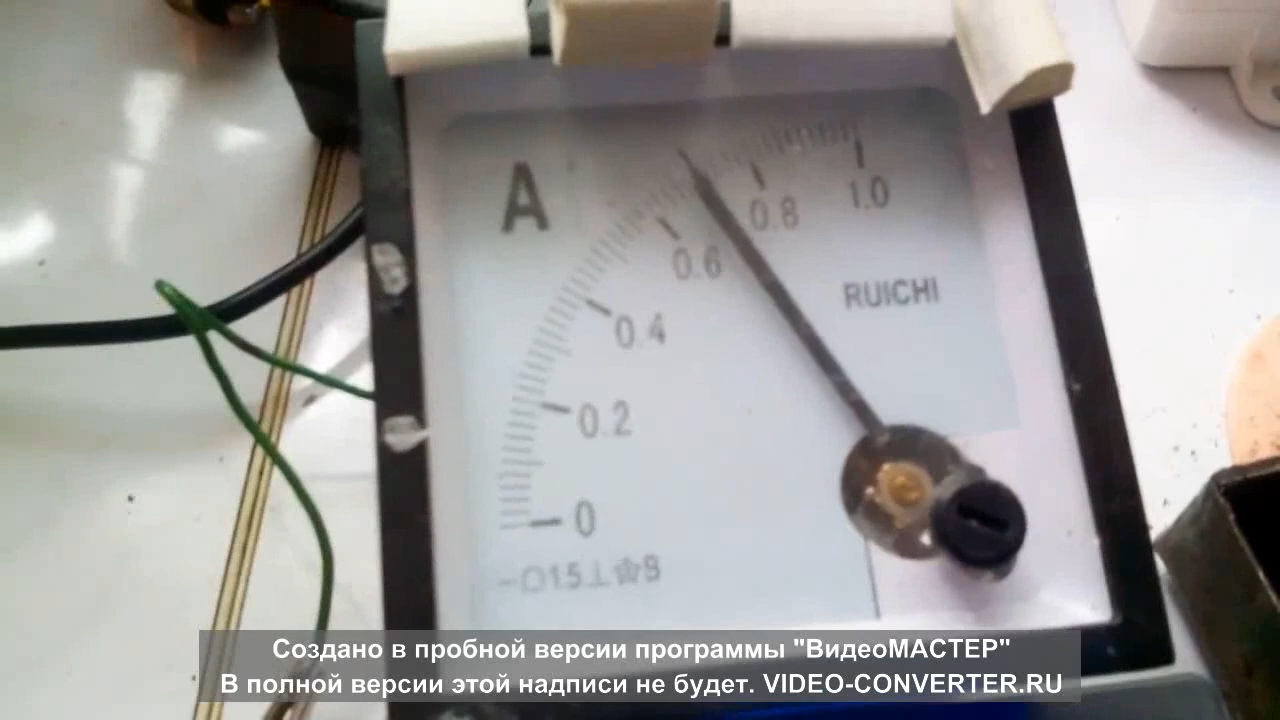 A
1.0
0.8
0.6
RUICHI
0.4
0.2
0
1.5
Создано в пробной версии программы "ВидеоМАСТЕР"
В полной версии этой надписи не будет. VIDEO-CONVERTER.RU